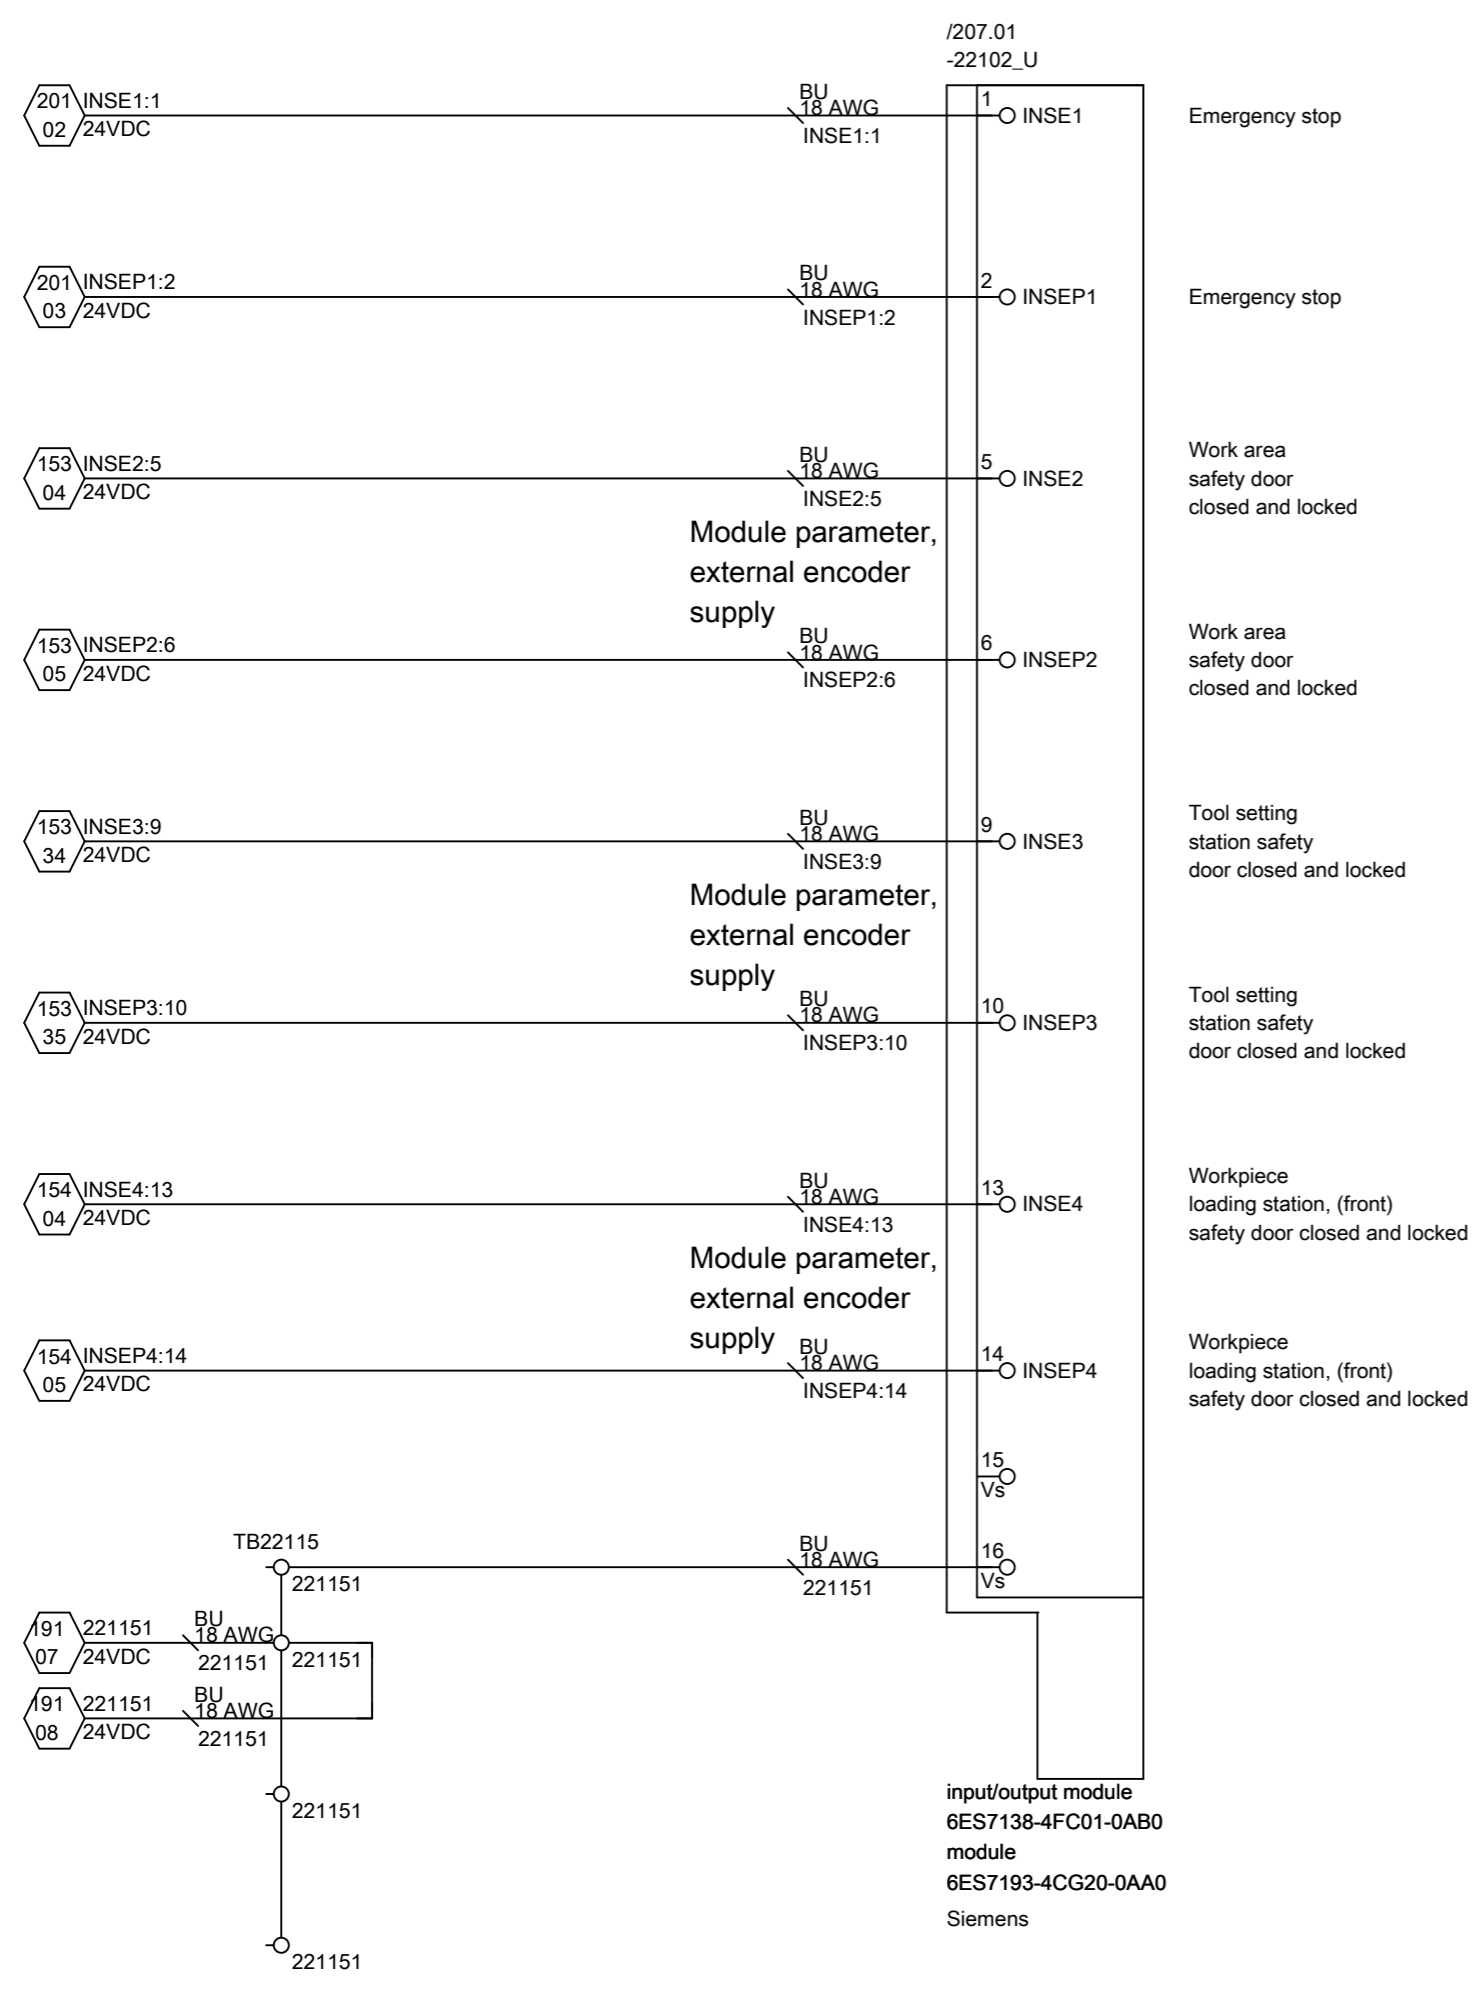 /207.01
-22102_U
201 INSE1:1
02 24VDC
BU
18 AWG
INSE1:1
1
INSE1
Emergency stop
201 INSEP1:2
03 24VDC
BU
18 AWG
INSEP1:2
2
INSEP1
Emergency stop
153 INSE2:5
04 24VDC
BU
18 AWG
INSE2:5
5
INSE2
Work area
safety door
closed and locked
Module parameter,
external encoder
supply
153 INSEP2:6
05 24VDC
BU
18 AWG
INSEP2:6
6
INSEP2
Work area
safety door
closed and locked
153 INSE3:9
34 24VDC
BU
18 AWG
INSE3:9
9
INSE3
Tool setting
station safety
door closed and locked
Module parameter,
external encoder
supply
153 INSEP3:10
35 24VDC
BU
18 AWG
INSEP3:10
10
INSEP3
Tool setting
station safety
door closed and locked
154 INSE4:13
04 24VDC
BU
18 AWG
INSE4:13
13
INSE4
Workpiece
loading station, (front)
safety door closed and locked
Module parameter,
external encoder
supply
154 INSEP4:14
05 24VDC
BU
18 AWG
INSEP4:14
14
INSEP4
Workpiece
loading station, (front)
safety door closed and locked
15
Vs
TB22115
221151
BU
18 AWG
221151
16
Vs
191 221151
07 24VDC
BU
18 AWG
221151
221151
191 221151
08 24VDC
BU
18 AWG
221151
221151
221151
input/output module
6ES7138-4FC01-0AB0
module
6ES7193-4CG20-0AA0
Siemens